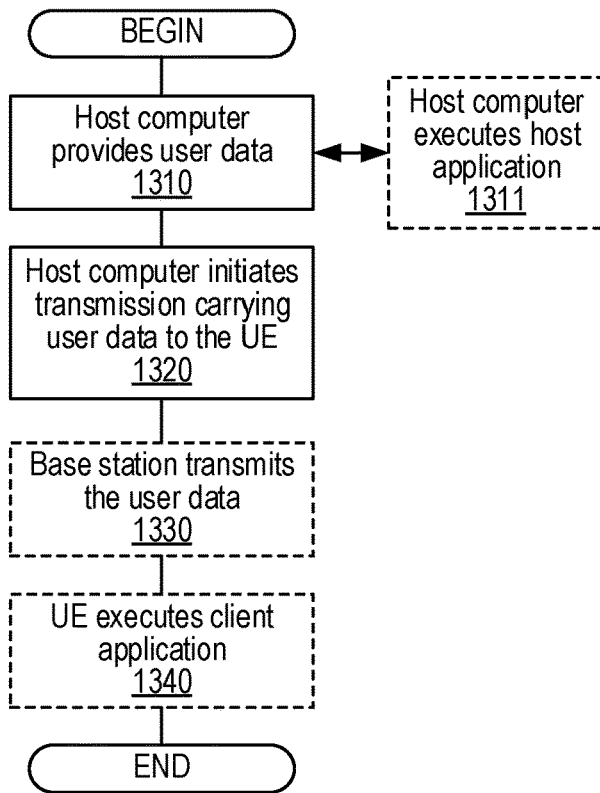 BEGIN
Host computer
provides user data
1310
Host computer
executes host
application
1311
Host computer initiates
transmission carrying
user data to the UE
1320
Base station transmits
the user data
1330
UE executes client
application
1340
END